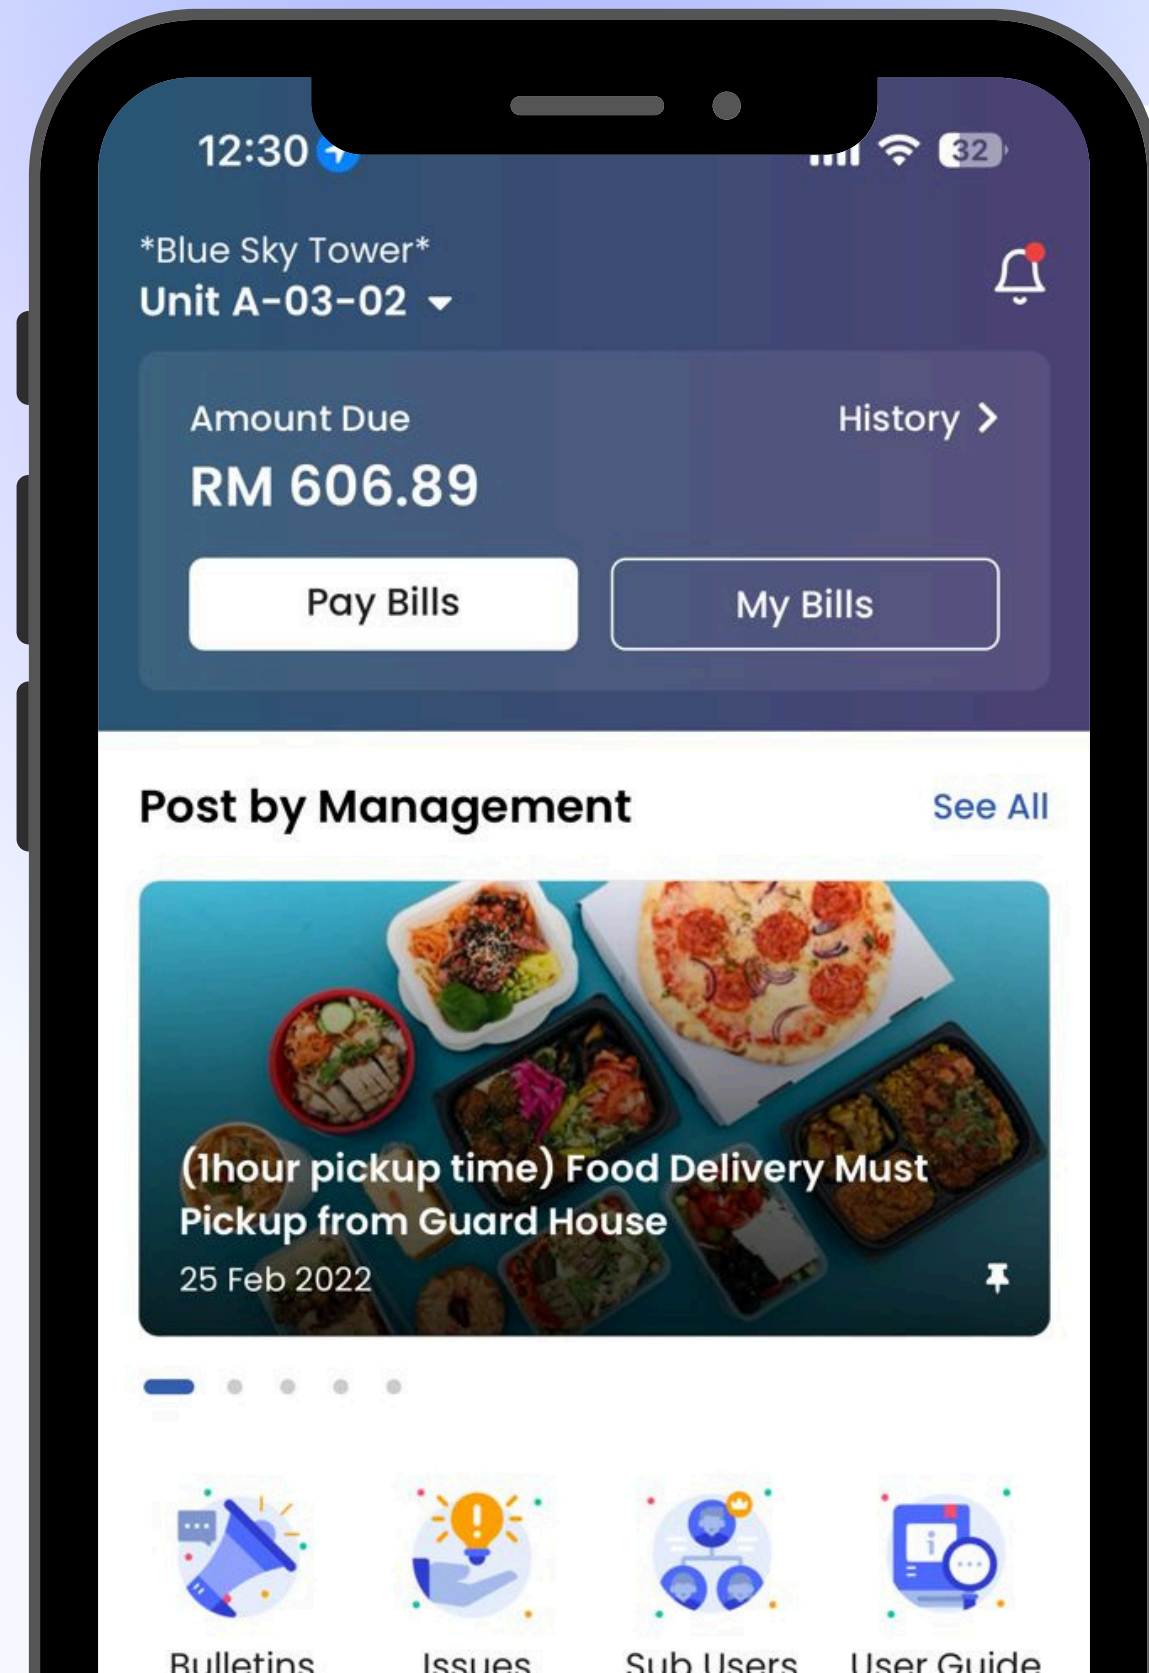 12:30
32
*Blue Sky Tower*
Unit A-03-02
Amount Due
History
RM 606.89
Pay Bills
My Bills
Post by Management
See All
(1hour pickup time) Food Delivery Must
Pickup from Guard House
25 Feb 2022
Bulletins
Issues
Sub Users
User Guide